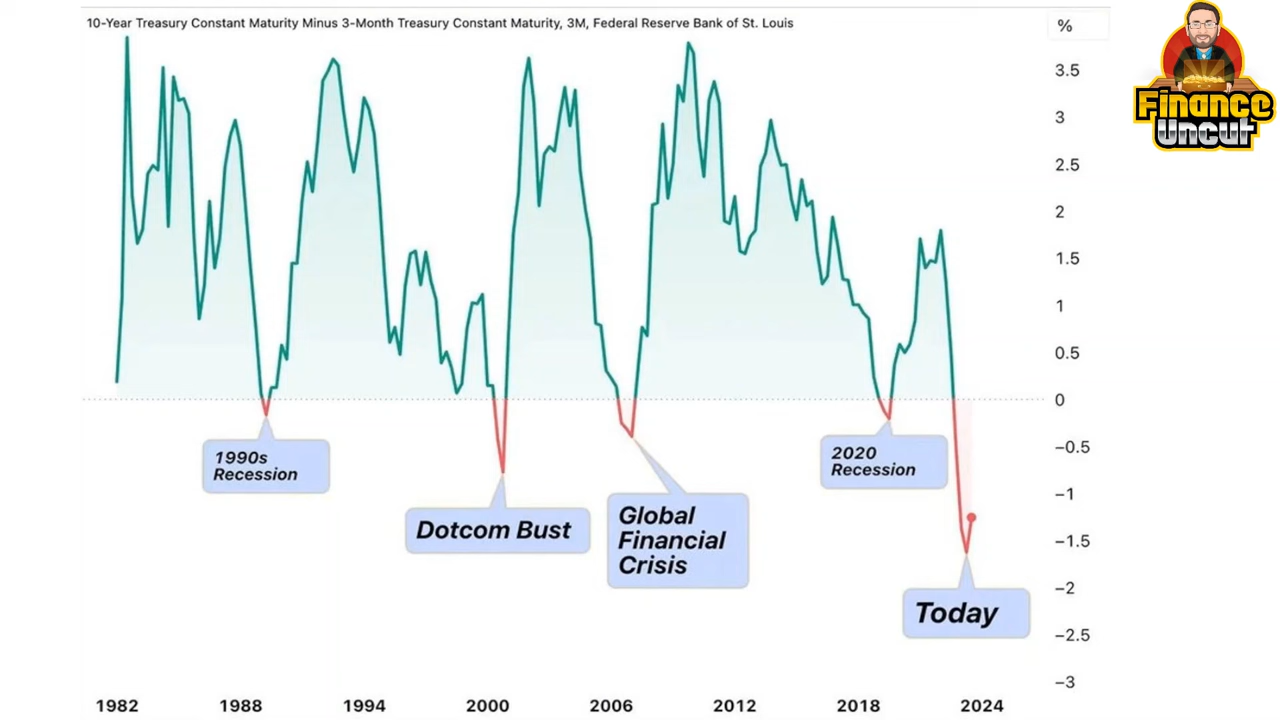 10-Year Treasury Constant Maturity Minus 3-Month Treasury Constant Maturity, 3M, Federal Reserve Bank of St. Louis
%
Finance
Uncut
3.5
3
2.5
2
1.5
1
0.5
0
−0.5
−1
−1.5
−2
−2.5
−3
1990s
Recession
Dotcom Bust
Global
Financial
Crisis
2020
Recession
Today
1982
1988
1994
2000
2006
2012
2018
2024